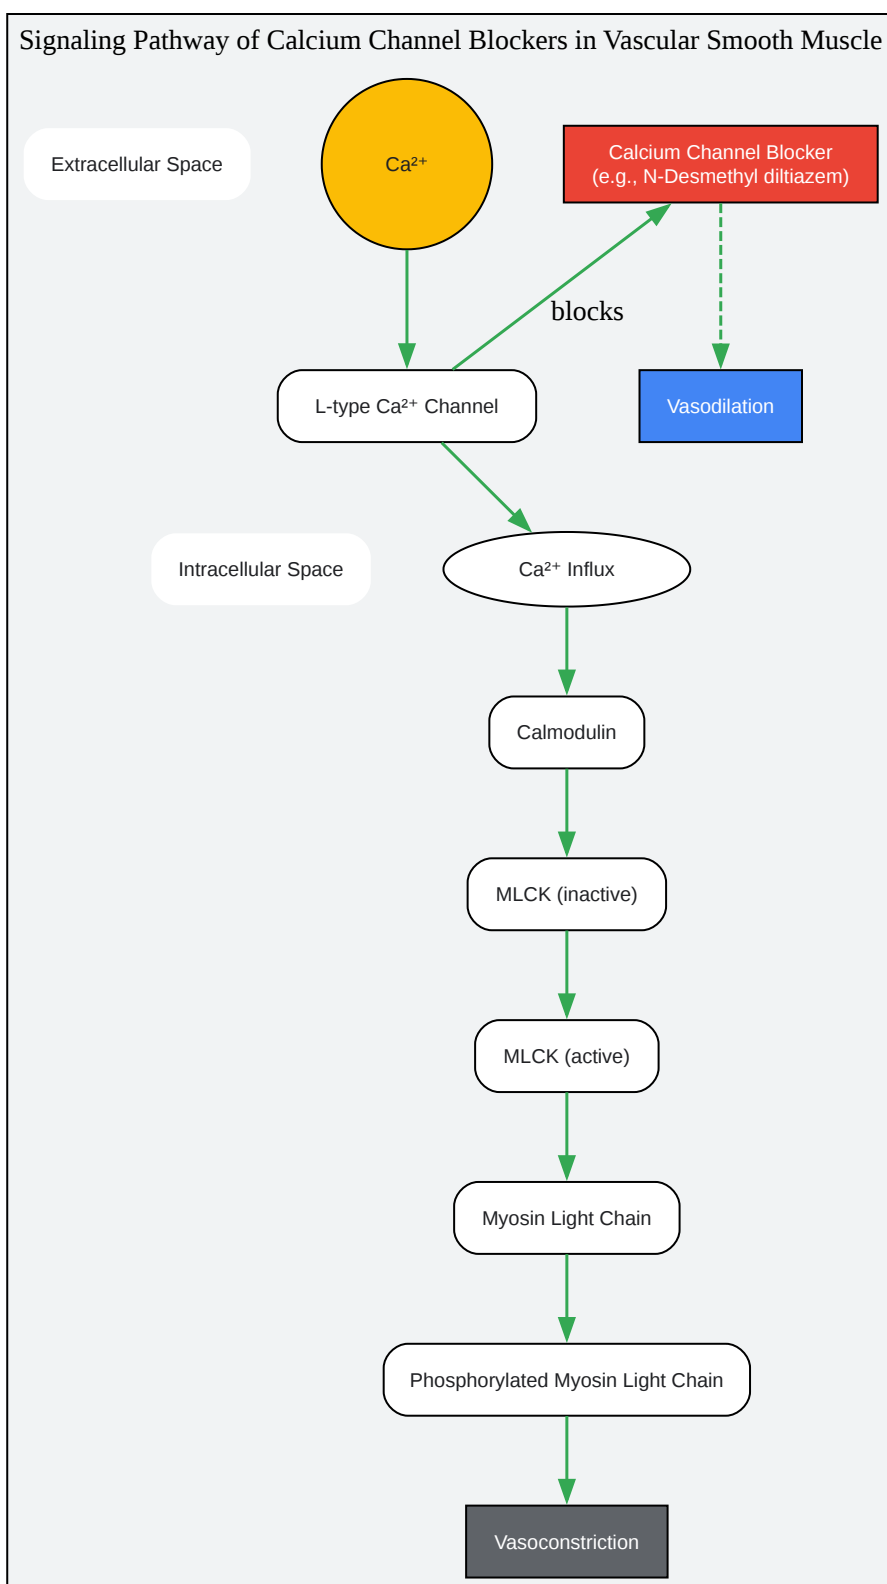 Signaling Pathway of Calcium Channel Blockers in Vascular Smooth Muscle
Extracellular Space
Ca²⁺
Calcium Channel Blocker
(e.g., N-Desmethyl diltiazem)
blocks
L-type Ca²⁺ Channel
Vasodilation
Intracellular Space
Ca²⁺ Influx
Calmodulin
MLCK (inactive)
MLCK (active)
Myosin Light Chain
Phosphorylated Myosin Light Chain
Vasoconstriction